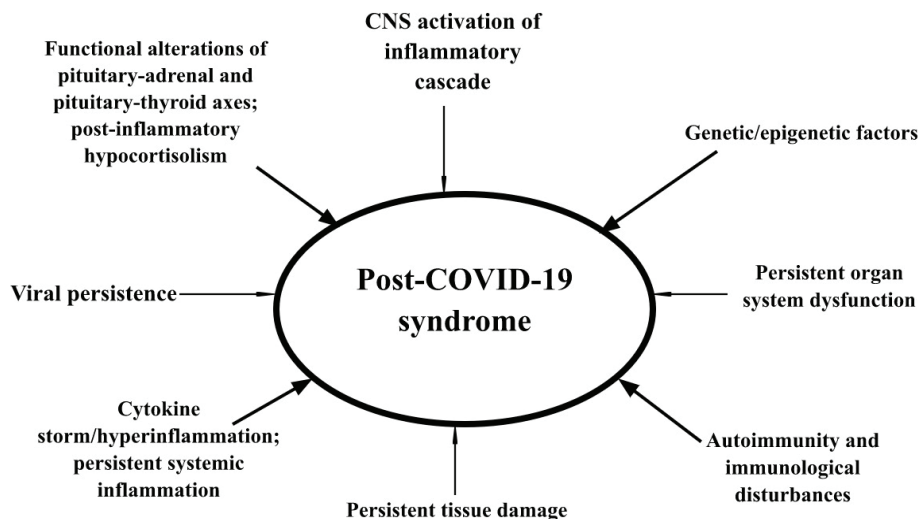 Functional alterations of
pituitary-adrenal and
pituitary-thyroid axes;
post-inflammatory
hypocortisolism
CNS activation of
inflammatory
cascade
Genetic/epigenetic factors
Viral persistence
Post-COVID-19
syndrome
Persistent organ
system dysfunction
Cytokine
storm/hyperinflammation;
persistent systemic
inflammation
Persistent tissue damage
Autoimmunity and
immunological
disturbances